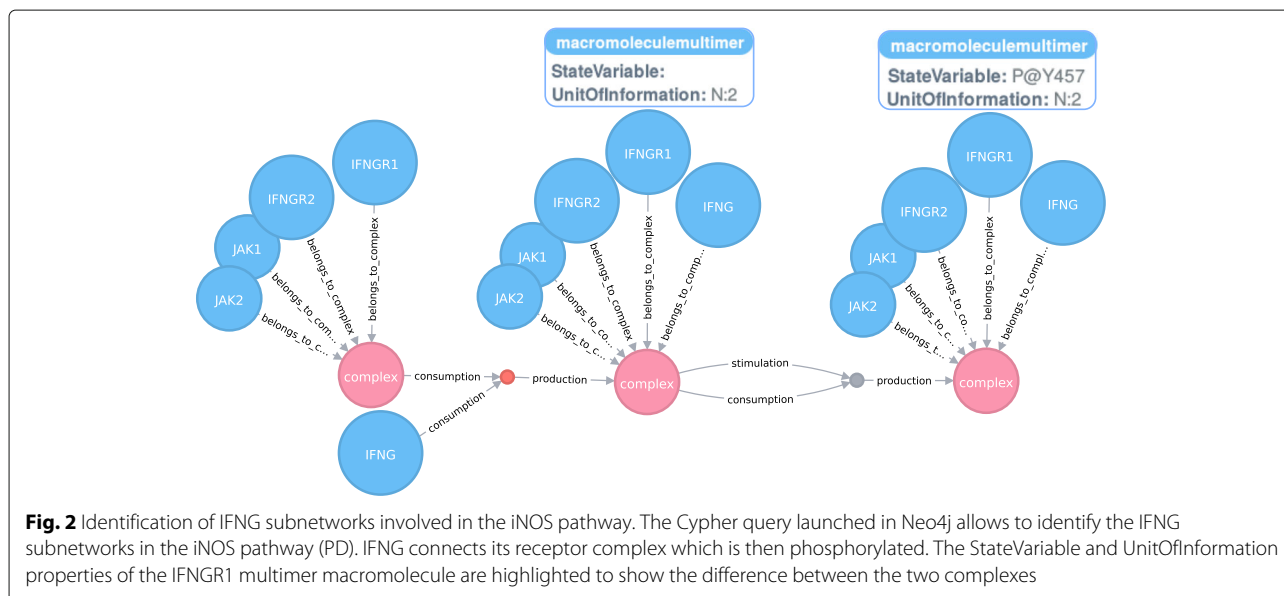 macromoleculemultimer
StateVariable:
UnitOfInformation: N:2
macromoleculemultimer
StateVariable: P@Y457
UnitOfInformation: N:2
IFNGR1
IFNGR2
JAK1
JAK2
belongs_to_complex
belongs_to_complex
belongs_to_com...
belongs_to_c...
complex
consumption
IFNG
consumption
production
IFNGR1
IFNGR2
IFNG
JAK1
JAK2
belongs_to_complex
belongs_to_complex
belongs_to_comp...
belongs_to_co...
belongs_to_c...
complex
stimulation
consumption
production
IFNGR1
IFNGR2
IFNG
JAK1
JAK2
belongs_to_complex
belongs_to_co...
belongs_to_compl...
belongs_to_c...
belongs_t...
complex
Fig. 2 Identification of IFNG subnetworks involved in the iNOS pathway. The Cypher query launched in Neo4j allows to identify the IFNG
subnetworks in the iNOS pathway (PD). IFNG connects its receptor complex which is then phosphorylated. The StateVariable and UnitOfInformation
properties of the IFNGR1 multimer macromolecule are highlighted to show the difference between the two complexes